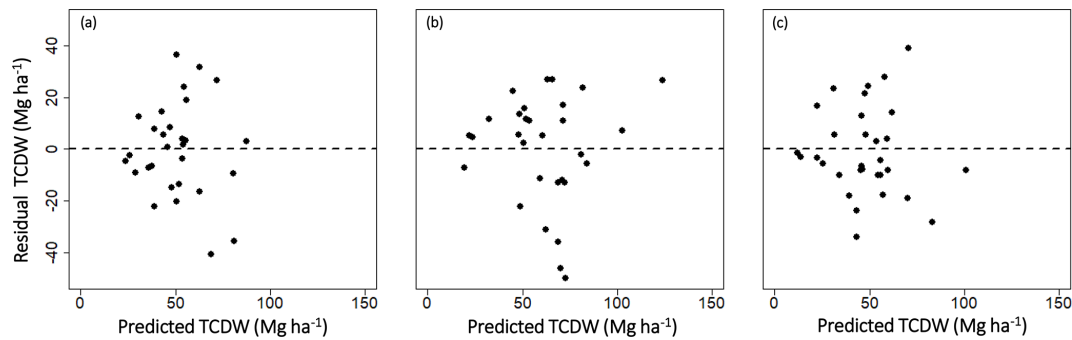 (a)
(b)
(c)
Residual TCDW (Mg ha⁻¹)
40
20
0
-20
-40
0 50 100 150
0 50 100 150
0 50 100 150
Predicted TCDW (Mg ha⁻¹)
Predicted TCDW (Mg ha⁻¹)
Predicted TCDW (Mg ha⁻¹)